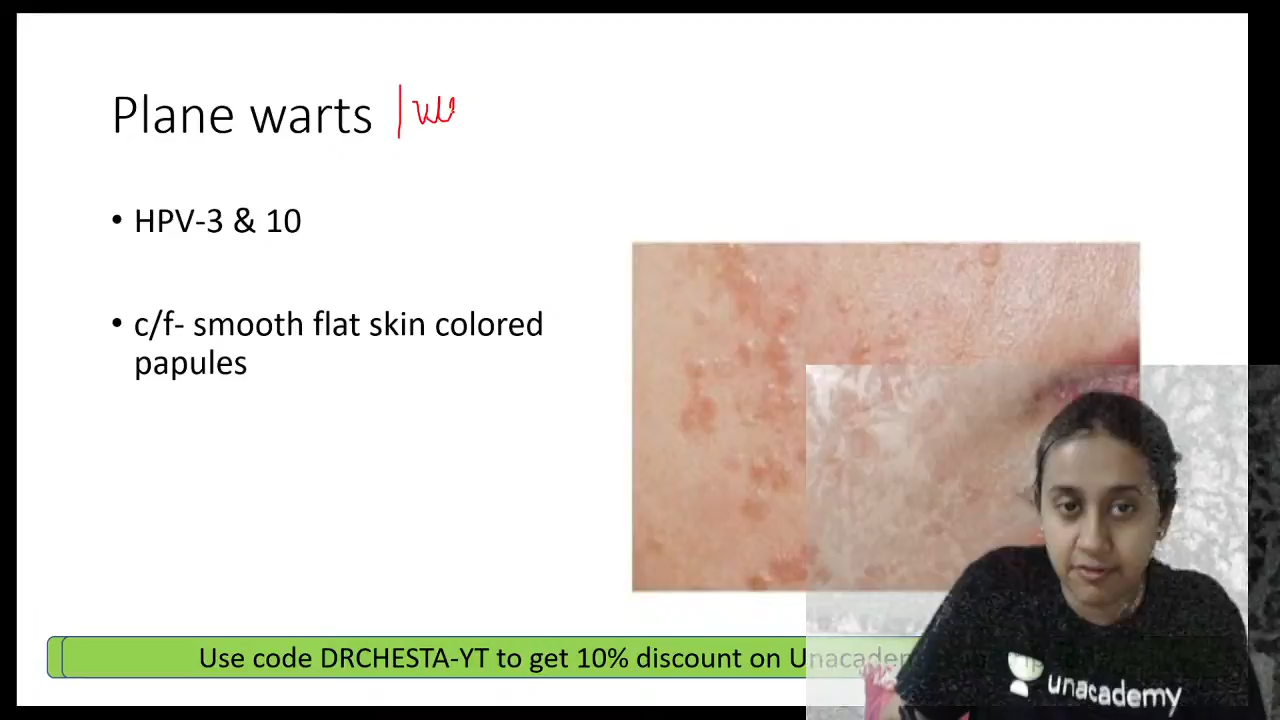 Plane warts
• HPV-3 & 10
• c/f- smooth flat skin colored
papules
Use code DRCHESTA-YT to get 10% discount on Unacademy
unacademy